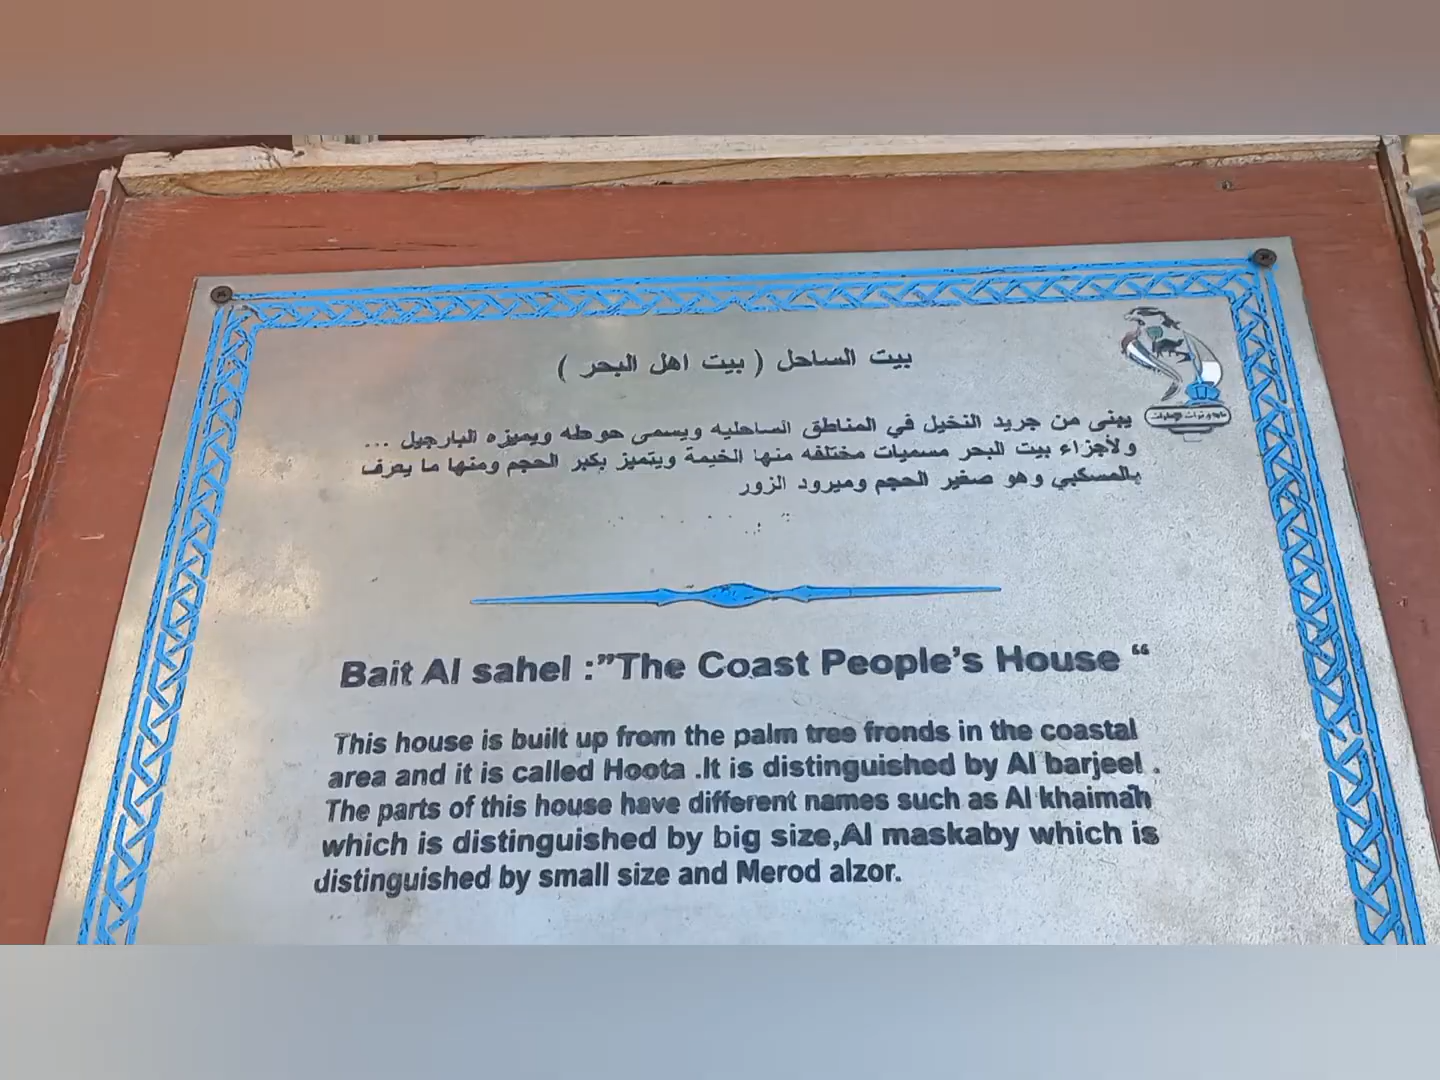 بيت الساحل ( بيت اهل البحر )
يبنى من جريد النخيل في المناطق الساحليه ويسمى حوطه ويميزه البارجيل ...
ولأجزاء بيت البحر مسميات مختلفه منها الخيمة ويتميز بكبر الحجم ومنها ما يعرف
بالمسكبي وهو صغير الحجم وميرود الزور
Bait Al sahel :”The Coast People’s House “
This house is built up from the palm tree fronds in the coastal
area and it is called Hoota .It is distinguished by Al barjeel .
The parts of this house have different names such as Al khaimah
which is distinguished by big size,Al maskaby which is
distinguished by small size and Merod alzor.